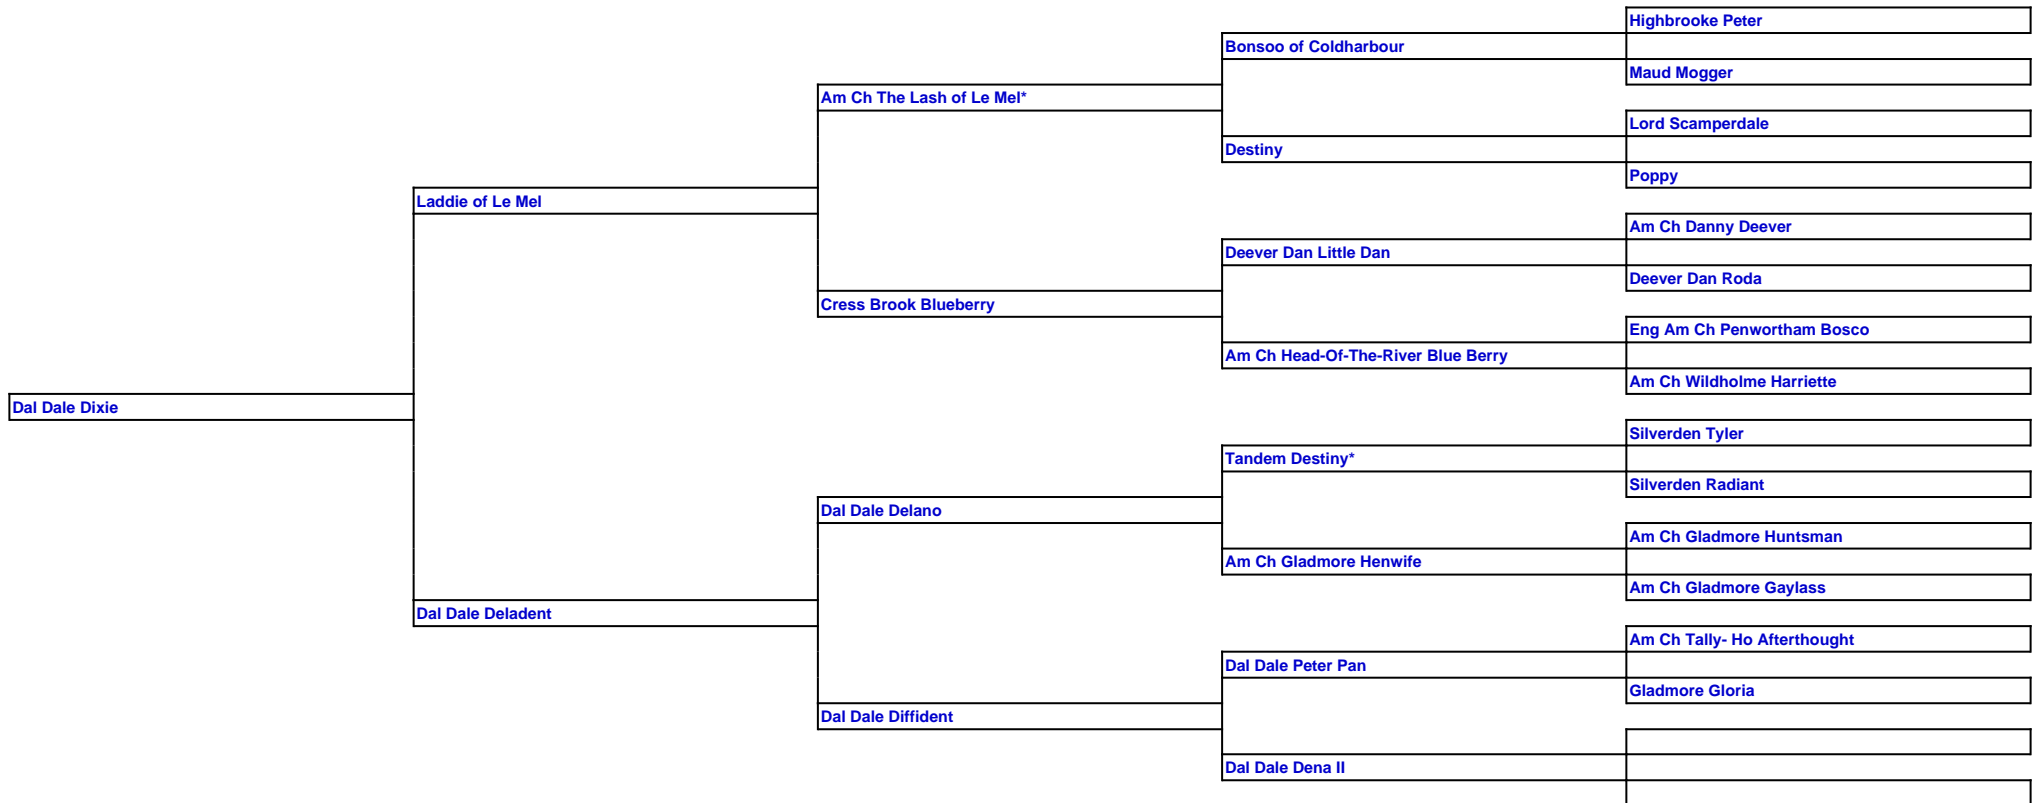 Highbrooke Peter
Bonsoo of Coldharbour
Maud Mogger
Am Ch The Lash of Le Mel*
Lord Scamperdale
Destiny
Poppy
Laddie of Le Mel
Am Ch Danny Deever
Deever Dan Little Dan
Deever Dan Roda
Cress Brook Blueberry
Eng Am Ch Penwortham Bosco
Am Ch Head-Of-The-River Blue Berry
Am Ch Wildholme Harriette
Dal Dale Dixie
Silverden Tyler
Tandem Destiny*
Silverden Radiant
Dal Dale Delano
Am Ch Gladmore Huntsman
Am Ch Gladmore Henwife
Am Ch Gladmore Gaylass
Dal Dale Deladent
Am Ch Tally- Ho Afterthought
Dal Dale Peter Pan
Gladmore Gloria
Dal Dale Diffident
Dal Dale Dena II